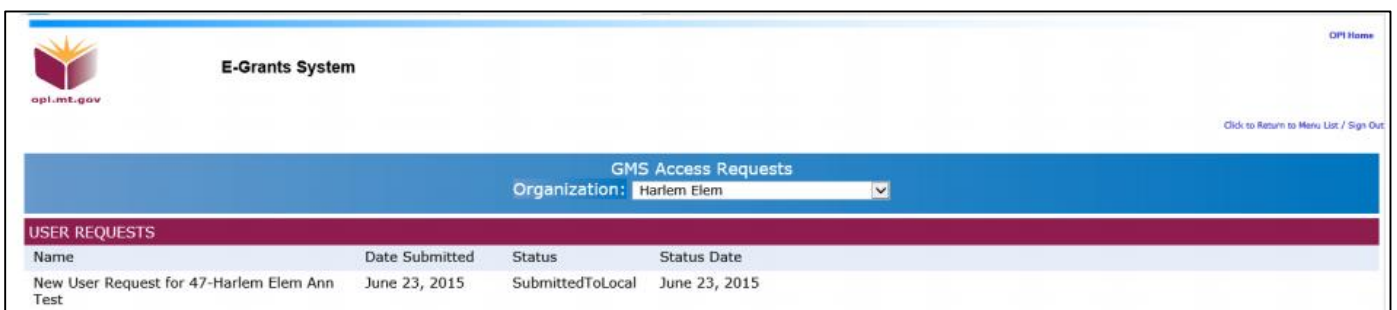 OPI Home
E-Grants System
opi.mt.gov
Click to Return to Menu List / Sign Out
GMS Access Requests
Organization: Harlem Elem
USER REQUESTS
Name Date Submitted Status Status Date
New User Request for 47-Harlem Elem Ann June 23, 2015 SubmittedToLocal June 23, 2015
Test